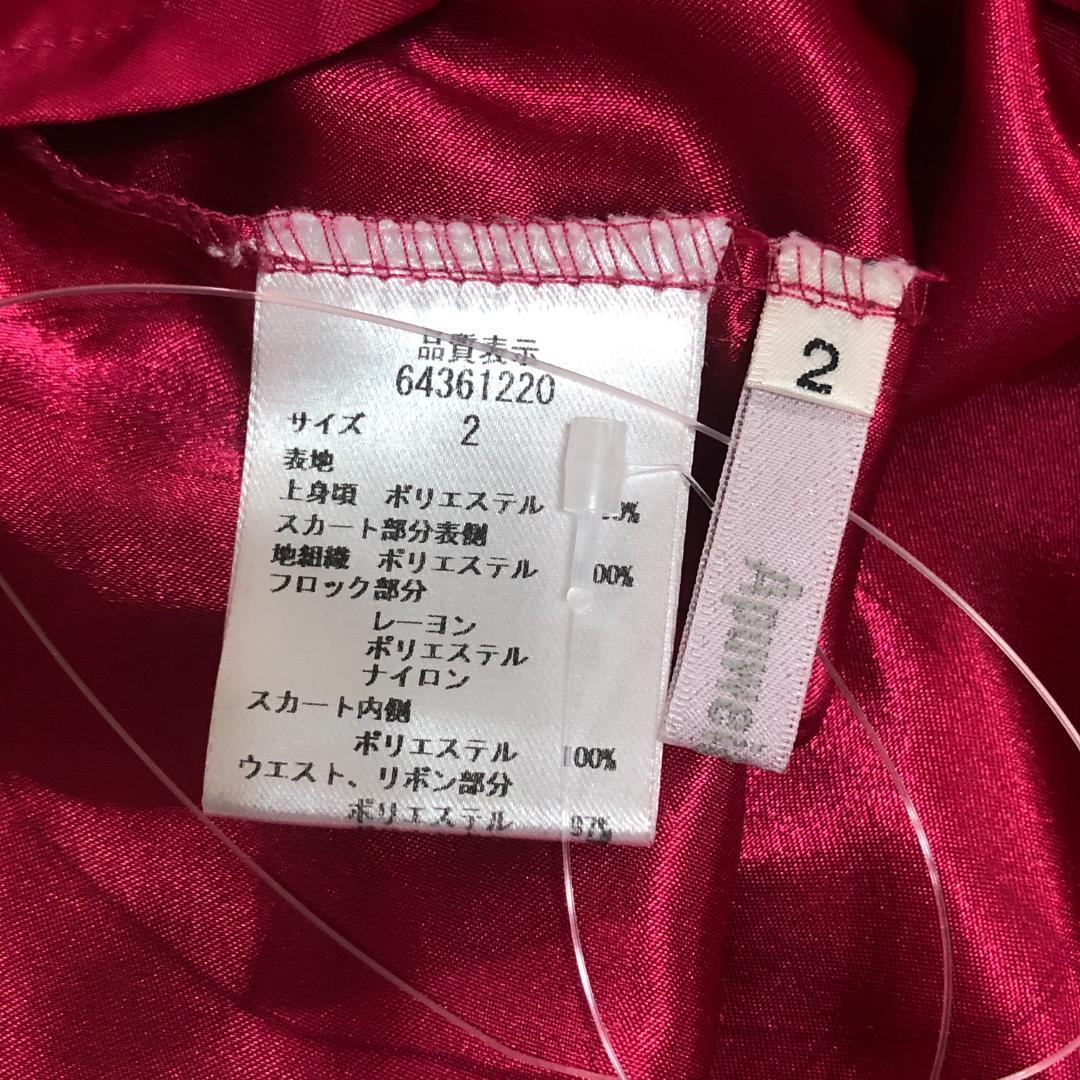 品質表示
64361220
サイズ 2
表地
上身頃 ポリエステル
スカート部分表側
地組織 ポリエステル 00%
フロック部分
レーヨン
ポリエステル
ナイロン
スカート内側
ポリエステル 100%
ウエスト、リボン部分
ポリエステル 97%
2